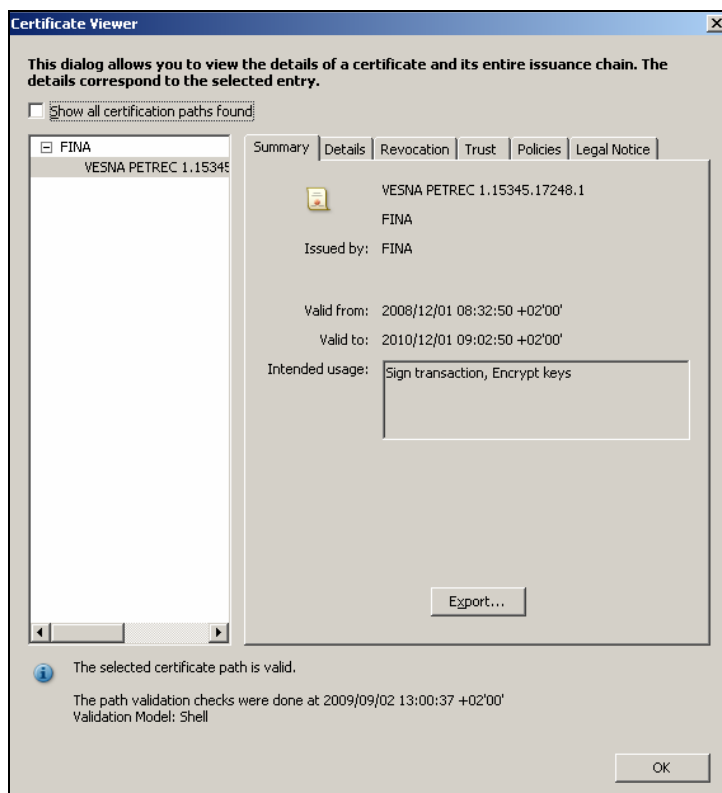 Certificate Viewer
This dialog allows you to view the details of a certificate and its entire issuance chain. The
details correspond to the selected entry.
Show all certification paths found
FINA
VESNA PETREC 1.15345
Summary Details Revocation Trust Policies Legal Notice
VESNA PETREC 1.15345.17248.1
FINA
Issued by: FINA
Valid from: 2008/12/01 08:32:50 +02'00'
Valid to: 2010/12/01 09:02:50 +02'00'
Intended usage: Sign transaction, Encrypt keys
Export...
The selected certificate path is valid.
The path validation checks were done at 2009/09/02 13:00:37 +02'00'
Validation Model: Shell
OK